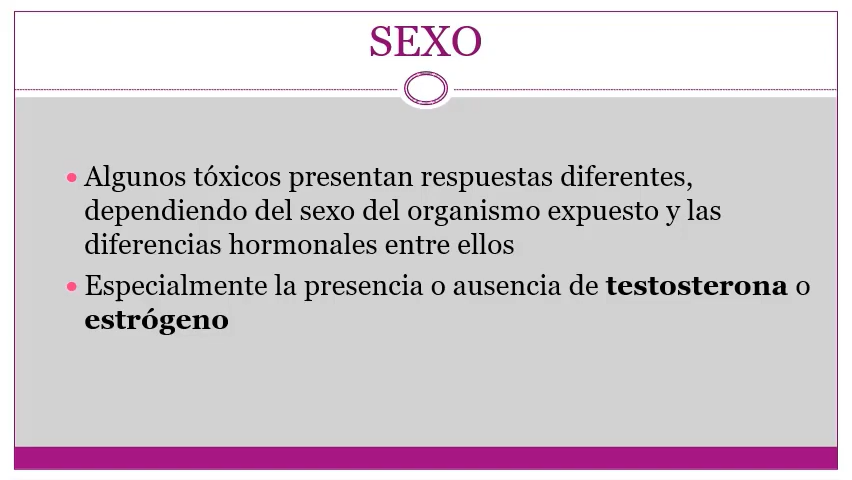 SEXO
• Algunos tóxicos presentan respuestas diferentes,
dependiendo del sexo del organismo expuesto y las
diferencias hormonales entre ellos
• Especialmente la presencia o ausencia de testosterona o
estrógeno